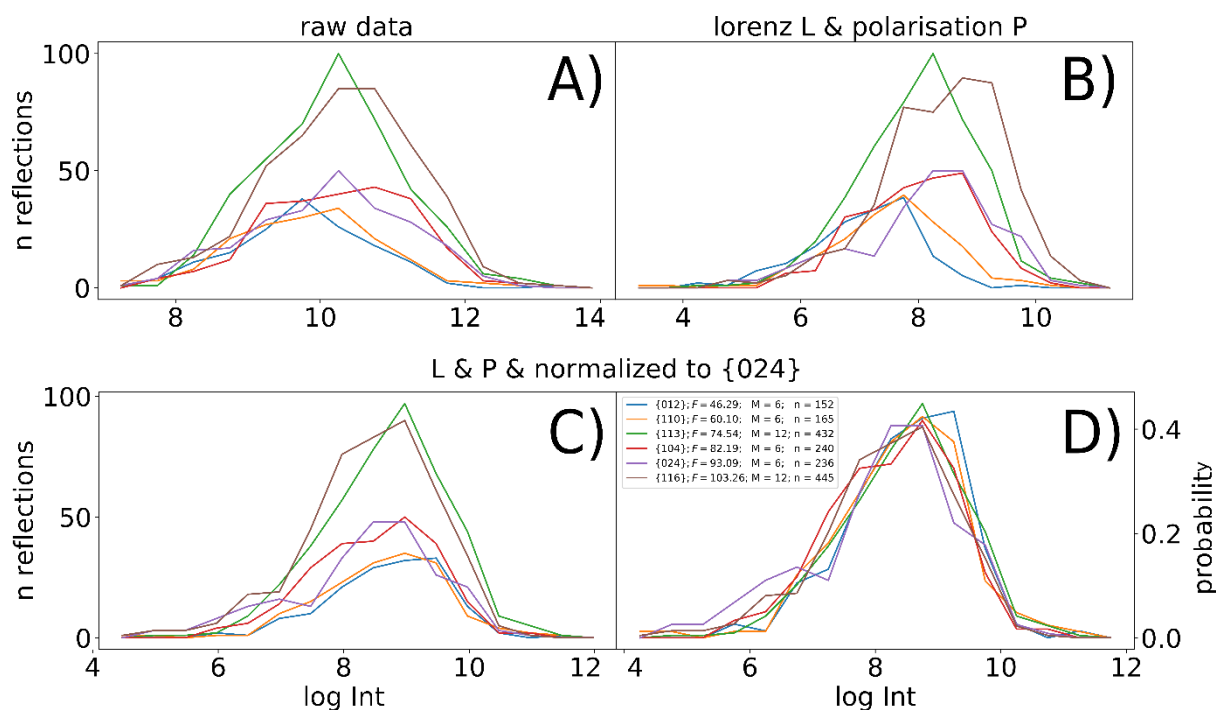 raw data
lorenz L & polarisation P
100
50
0
n reflections
A)
B)
8
10
12
14
4
6
8
10
L & P & normalized to {024}
100
50
0
n reflections
C)
D)
{012}; F = 46.29; M = 6; n = 152
{110}; F = 60.10; M = 6; n = 165
{113}; F = 74.54; M = 12; n = 432
{104}; F = 82.19; M = 6; n = 240
{024}; F = 93.09; M = 6; n = 236
{116}; F = 103.26; M = 12; n = 445
0.4
0.2
0.0
probability
4
6
8
10
12
4
6
8
10
12
log Int
log Int